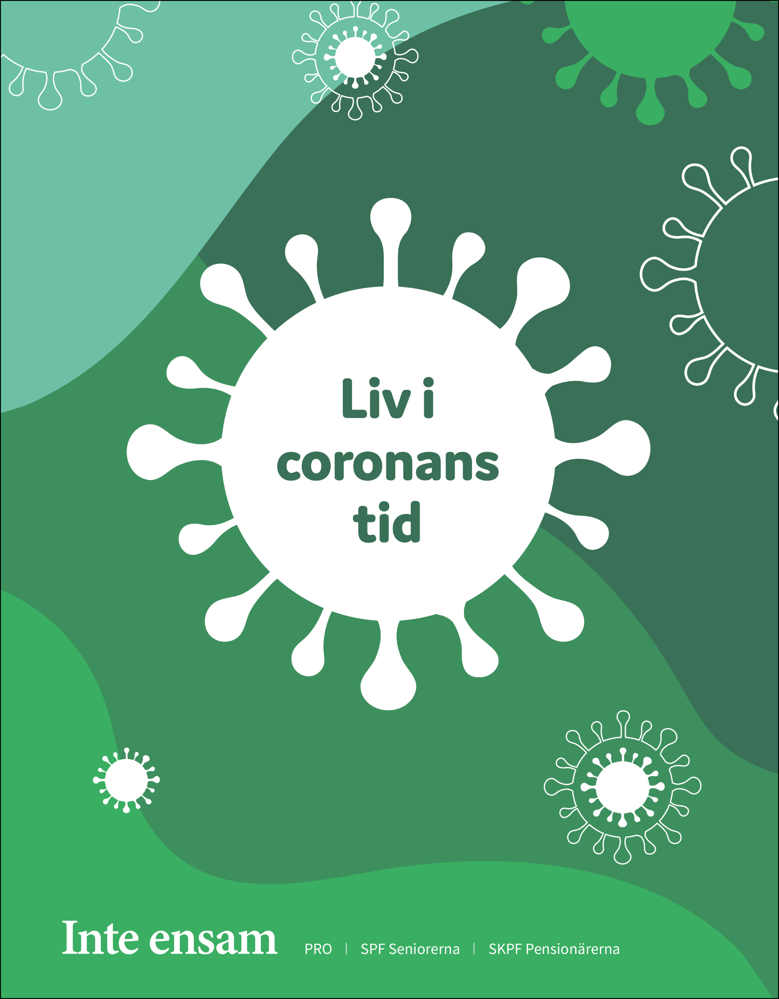 Liv i
coronans
tid
Inte ensam
PRO | SPF Seniorerna | SKPF Pensionärerna